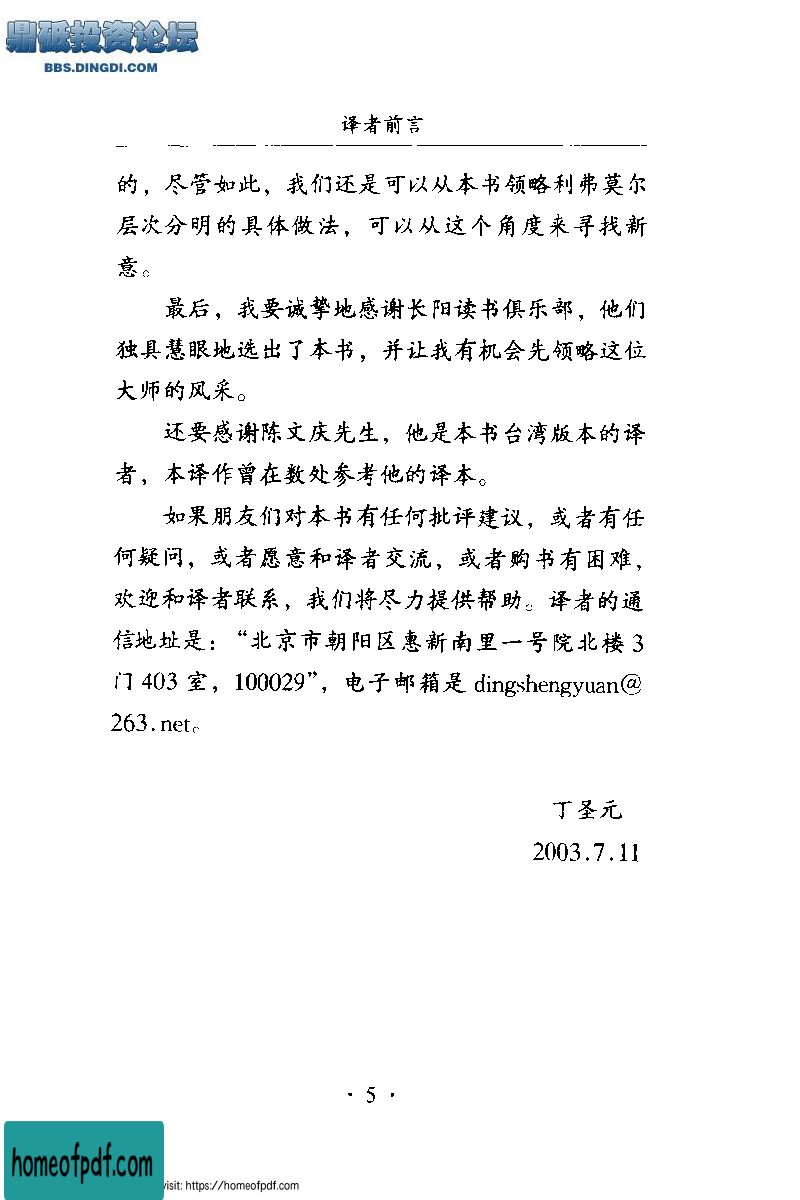 鼎砥投资论坛
BBS.DINGDI.COM
译者前言
的，尽管如此，我们还是可以从本书领略利弗莫尔
层次分明的具体做法，可以从这个角度来寻找新
意。
最后，我要诚挚地感谢长阳读书俱乐部，他们
独具慧眼地选出了本书，并让我有机会先领略这位
大师的风采。
还要感谢陈文庆先生，他是本书台湾版本的译
者，本译作曾在数处参考他的译本。
如果朋友们对本书有任何批评建议，或者有任
何疑问，或者愿意和译者交流，或者购书有困难，
欢迎和译者联系，我们将尽力提供帮助。译者的通
信地址是：“北京市朝阳区惠新南里一号院北楼 3
门 403 室，100029”，电子邮箱是 dingshengyuan@
263.net。
丁圣元
2003.7.11
· 5 ·
homeofpdf.com
visit: https://homeofpdf.com